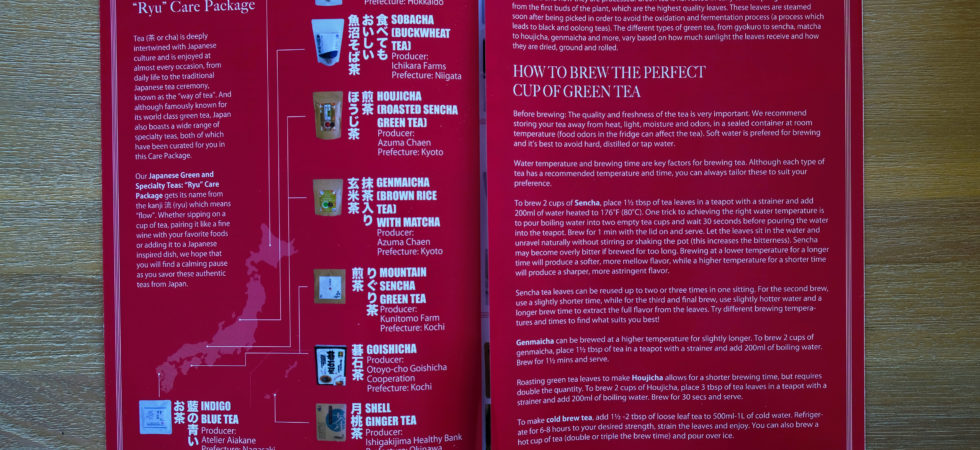 "Ryu" Care Package
Tea (茶 or cha) is deeply
intertwined with Japanese
culture and is enjoyed at
almost every occasion, from
daily life to the traditional
Japanese tea ceremony,
known as the "way of tea". And
although famously known for
its world class green tea, Japan
also boasts a wide range of
specialty teas, both of which
have been curated for you in
this Care Package.
Our Japanese Green and
Specialty Teas: "Ryu" Care
Package gets its name from
the kanji 流 (ryu) which means
"flow". Whether sipping on a
cup of tea, pairing it like a fine
wine with your favorite foods
or adding it to a Japanese
inspired dish, we hope that
you will find a calming pause
as you savor these authentic
teas from Japan.
Prefecture: Hokkaido
食べても
おいしい
魚沼そば茶
SOBACHA
(BUCKWHEAT
TEA)
Producer:
Ichikara Farms
Prefecture: Niigata
煎茶
ほうじ茶
HOUJICHA
(ROASTED SENCHA
GREEN TEA)
Producer:
Azuma Chaen
Prefecture: Kyoto
抹茶入り
玄米茶
GENMAICHA
(BROWN RICE
TEA)
WITH MATCHA
Producer:
Azuma Chaen
Prefecture: Kyoto
りぐり茶
煎茶
MOUNTAIN
SENCHA
GREEN TEA
Producer:
Kunitomo Farm
Prefecture: Kochi
碁石茶
GOISHICHA
Producer:
Otoyo-cho Goishicha
Cooperation
Prefecture: Kochi
藍の青い
お茶
INDIGO
BLUE TEA
Producer:
Atelier Aiakane
Prefecture: Nagasaki
月桃茶
SHELL
GINGER TEA
Producer:
Ishigakijima Healthy Bank
Prefecture: Okinawa
from the first buds of the plant, which are the highest quality leaves. These leaves are steamed
soon after being picked in order to avoid the oxidation and fermentation process (a process which
leads to black and oolong teas). The different types of green tea, from gyokuro to sencha, matcha
to houjicha, genmaicha and more, vary based on how much sunlight the leaves receive and how
they are dried, ground and rolled.
HOW TO BREW THE PERFECT
CUP OF GREEN TEA
Before brewing: The quality and freshness of the tea is very important. We recommend
storing your tea away from heat, light, moisture and odors, in a sealed container at room
temperature (food odors in the fridge can affect the tea). Soft water is prefered for brewing
and it's best to avoid hard, distilled or tap water.
Water temperature and brewing time are key factors for brewing tea. Although each type of
tea has a recommended temperature and time, you can always tailor these to suit your
preference.
To brew 2 cups of Sencha, place 1½ tbsp of tea leaves in a teapot with a strainer and add
200ml of water heated to 176°F (80˚C). One trick to achieving the right water temperature is
to pour boiling water into two empty tea cups and wait 30 seconds before pouring the water
into the teapot. Brew for 1 min with the lid on and serve. Let the leaves sit in the water and
unravel naturally without stirring or shaking the pot (this increases the bitterness). Sencha
may become overly bitter if brewed for too long. Brewing at a lower temperature for a longer
time will produce a softer, more mellow flavor, while a higher temperature for a shorter time
will produce a sharper, more astringent flavor.
Sencha tea leaves can be reused up to two or three times in one sitting. For the second brew,
use a slightly shorter time, while for the third and final brew, use slightly hotter water and a
longer brew time to extract the full flavor from the leaves. Try different brewing tempera-
tures and times to find what suits you best!
Genmaicha can be brewed at a higher temperature for slightly longer. To brew 2 cups of
genmaicha, place 1½ tbsp of tea in a teapot with a strainer and add 200ml of boiling water.
Brew for 1½ mins and serve.
Roasting green tea leaves to make Houjicha allows for a shorter brewing time, but requires
double the quantity. To brew 2 cups of Houjicha, place 3 tbsp of tea leaves in a teapot with a
strainer and add 200ml of boiling water. Brew for 30 secs and serve.
To make cold brew tea, add 1½ -2 tbsp of loose leaf tea to 500ml-1L of cold water. Refriger-
ate for 6-8 hours to your desired strength, strain the leaves and enjoy. You can also brew a
hot cup of tea (double or triple the brew time) and pour over ice.